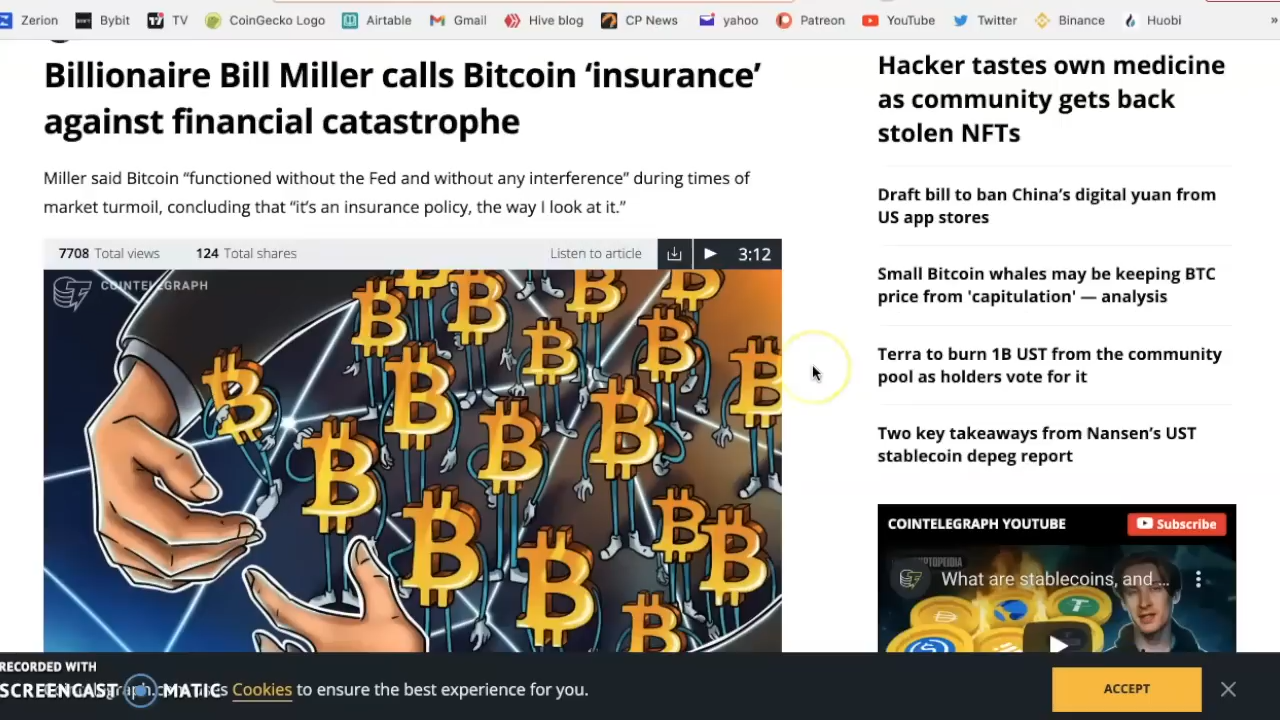 Zerion Bybit TV CoinGecko Logo Airtable Gmail Hive blog CP News yahoo Patreon YouTube Twitter Binance Huobi »
Billionaire Bill Miller calls Bitcoin ‘insurance’
against financial catastrophe
Miller said Bitcoin “functioned without the Fed and without any interference” during times of
market turmoil, concluding that “it’s an insurance policy, the way I look at it.”
7708 Total views 124 Total shares Listen to article 3:12
COINTELEGRAPH
Hacker tastes own medicine
as community gets back
stolen NFTs
Draft bill to ban China’s digital yuan from
US app stores
Small Bitcoin whales may be keeping BTC
price from 'capitulation' — analysis
Terra to burn 1B UST from the community
pool as holders vote for it
Two key takeaways from Nansen’s UST
stablecoin depeg report
COINTELEGRAPH YOUTUBE Subscribe
What are stablecoins, and ...
RECORDED WITH
SCREENCAST MATIC
Cookies to ensure the best experience for you.
ACCEPT